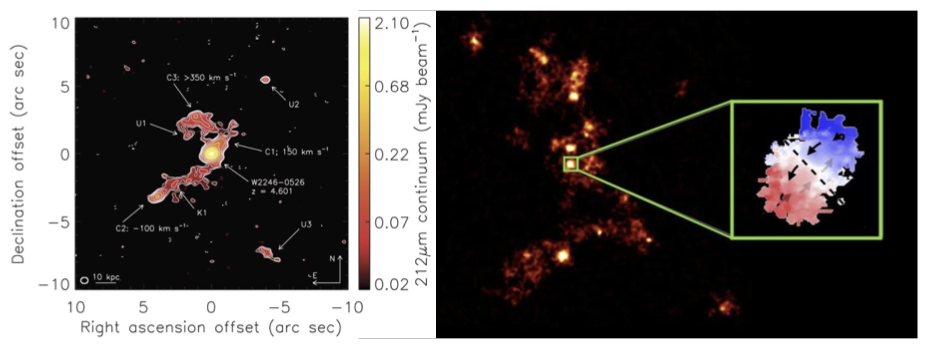 10
5
0
−5
−10
Declination offset (arc sec)
C3: >350 km s⁻¹
U2
U1
C1: 150 km s⁻¹
W2246−0526
z = 4.601
K1
C2: −100 km s⁻¹
U3
10 kpc
N
E
10 5 0 −5 −10
Right ascension offset (arc sec)
2.10
0.68
0.22
0.07
0.02
212μm continuum (mJy beam⁻¹)